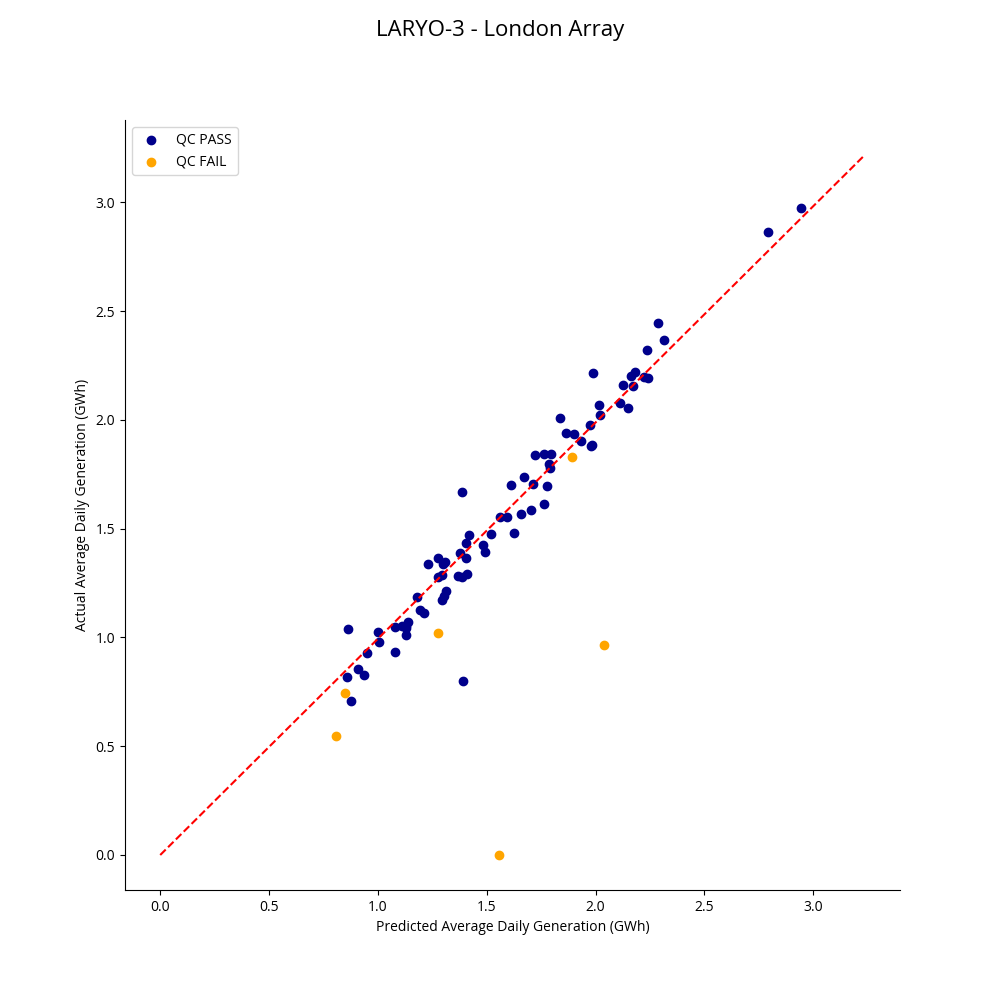 LARYO-3 - London Array
QC PASS
QC FAIL
Actual Average Daily Generation (GWh)
3.0
2.5
2.0
1.5
1.0
0.5
0.0
0.0 0.5 1.0 1.5 2.0 2.5 3.0
Predicted Average Daily Generation (GWh)